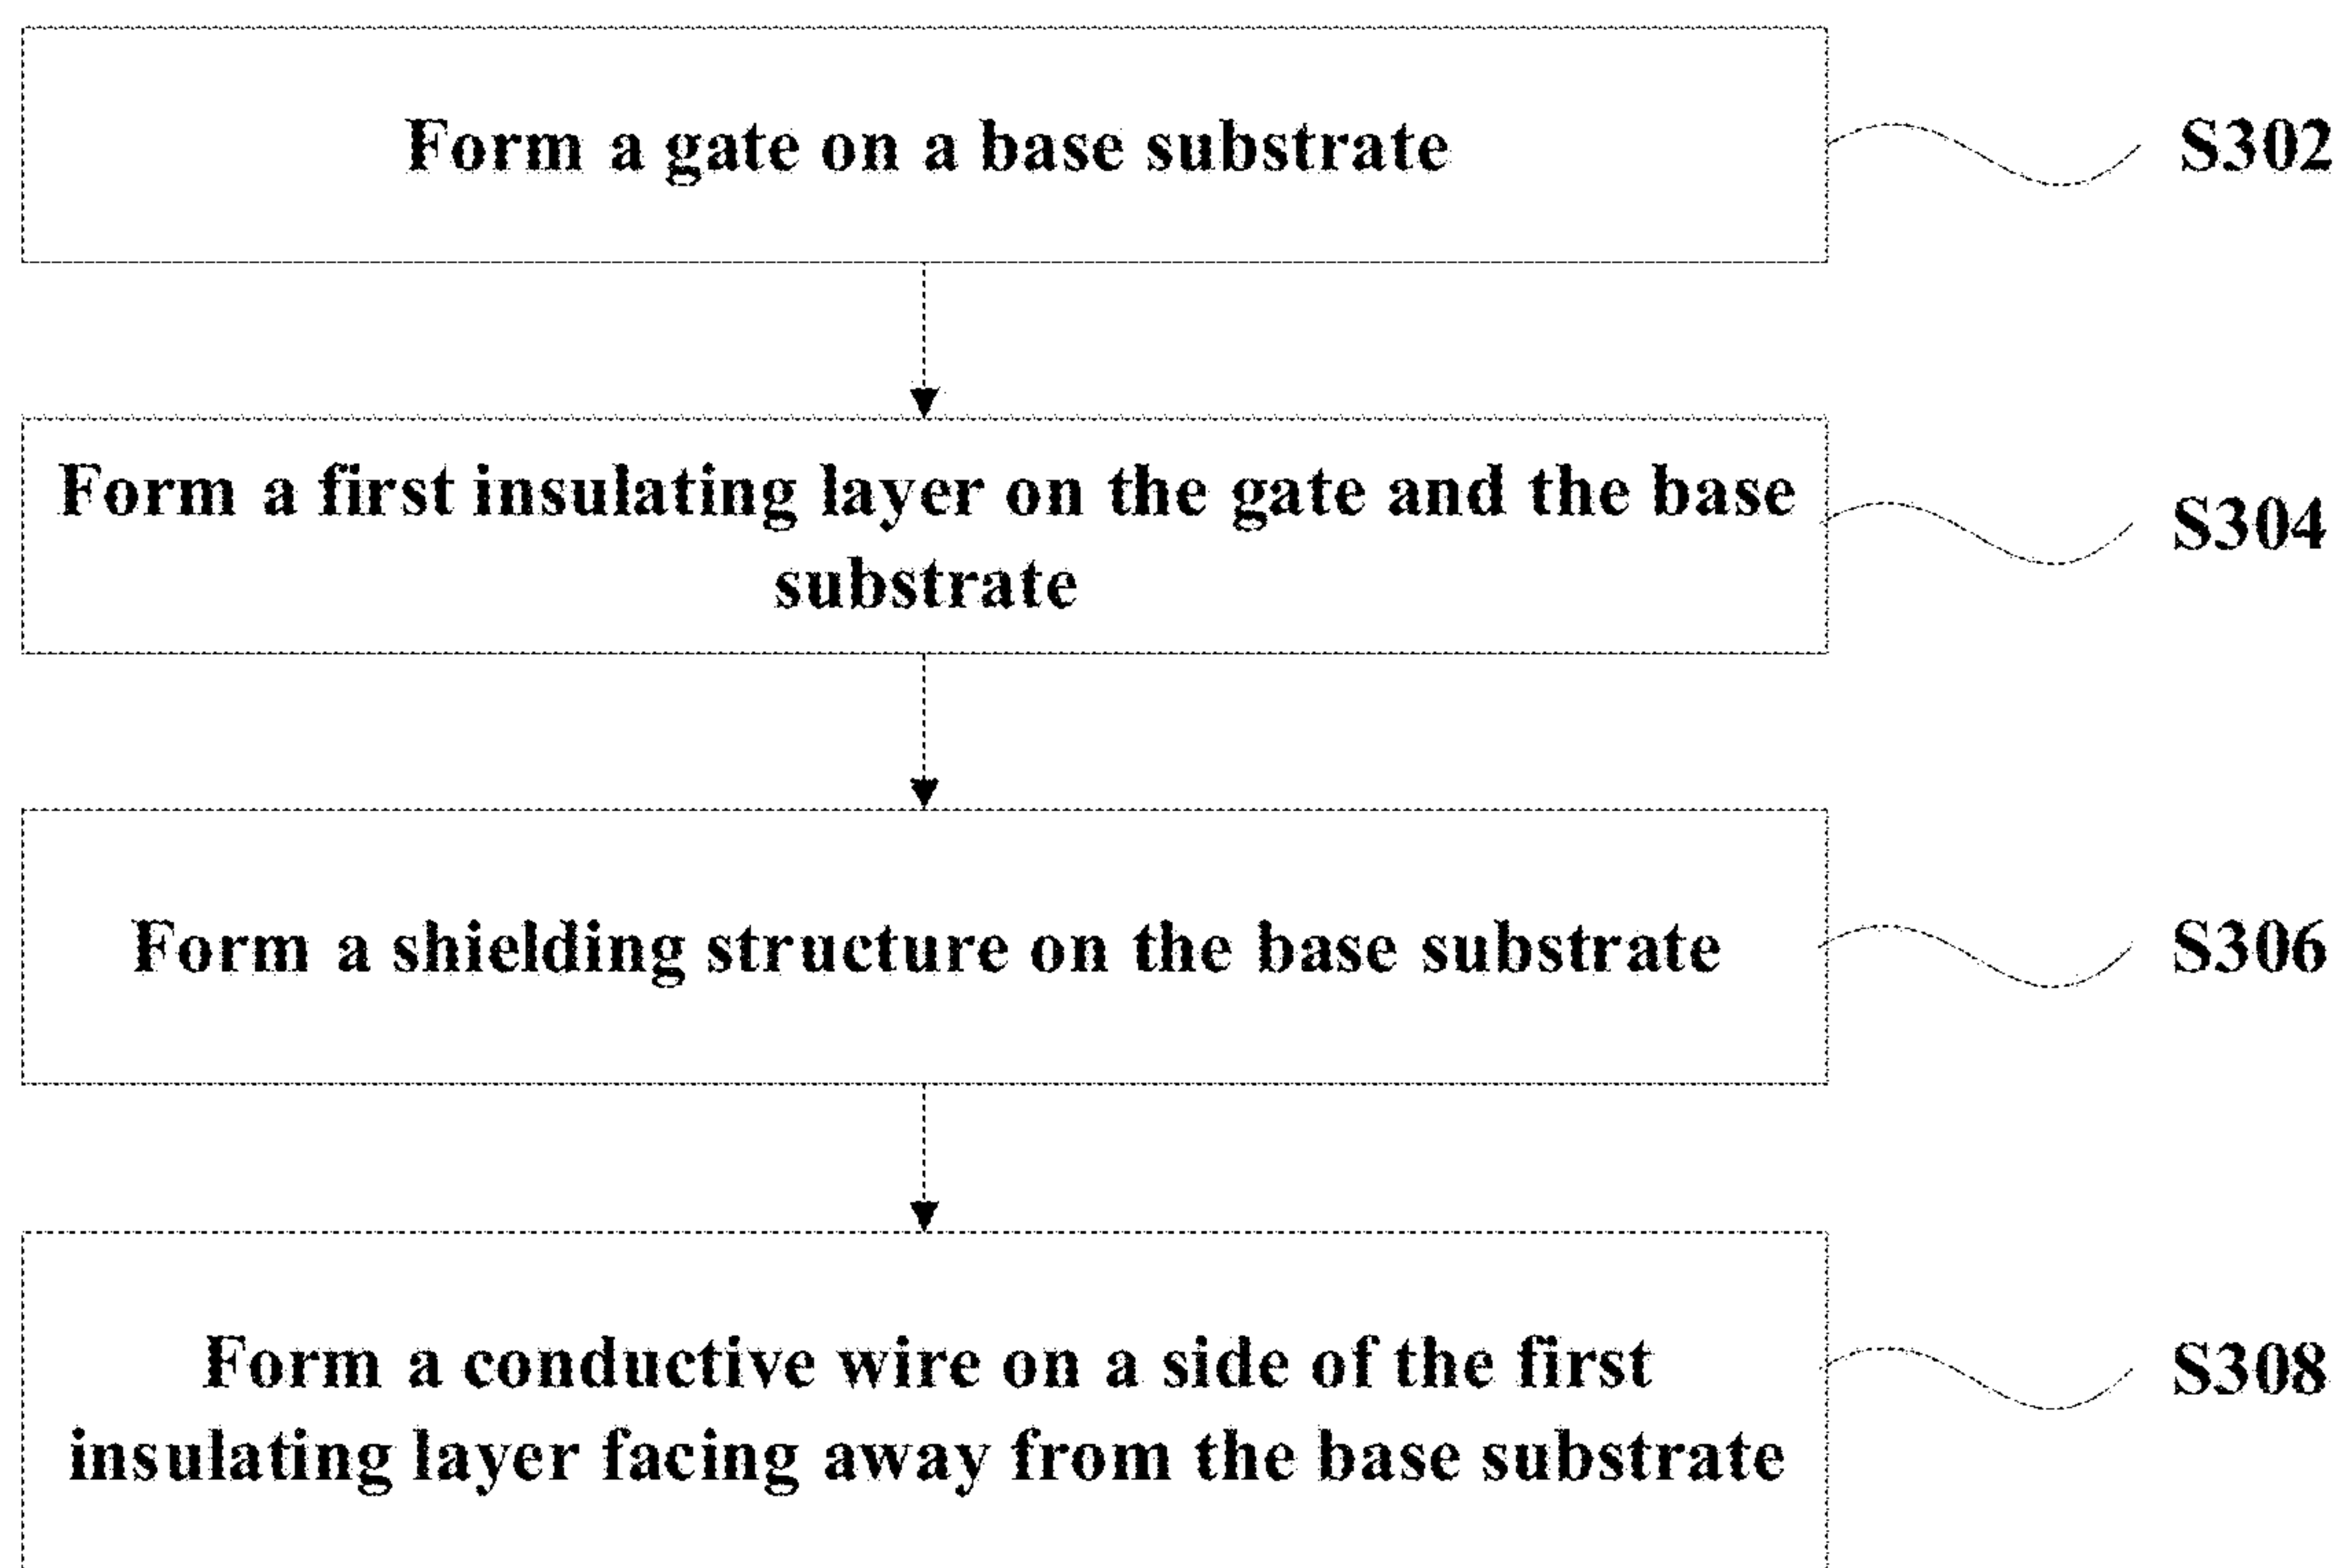 Form a gate on a base substrate
S302
Form a first insulating layer on the gate and the base
substrate
S304
Form a shielding structure on the base substrate
S306
Form a conductive wire on a side of the first
insulating layer facing away from the base substrate
S308